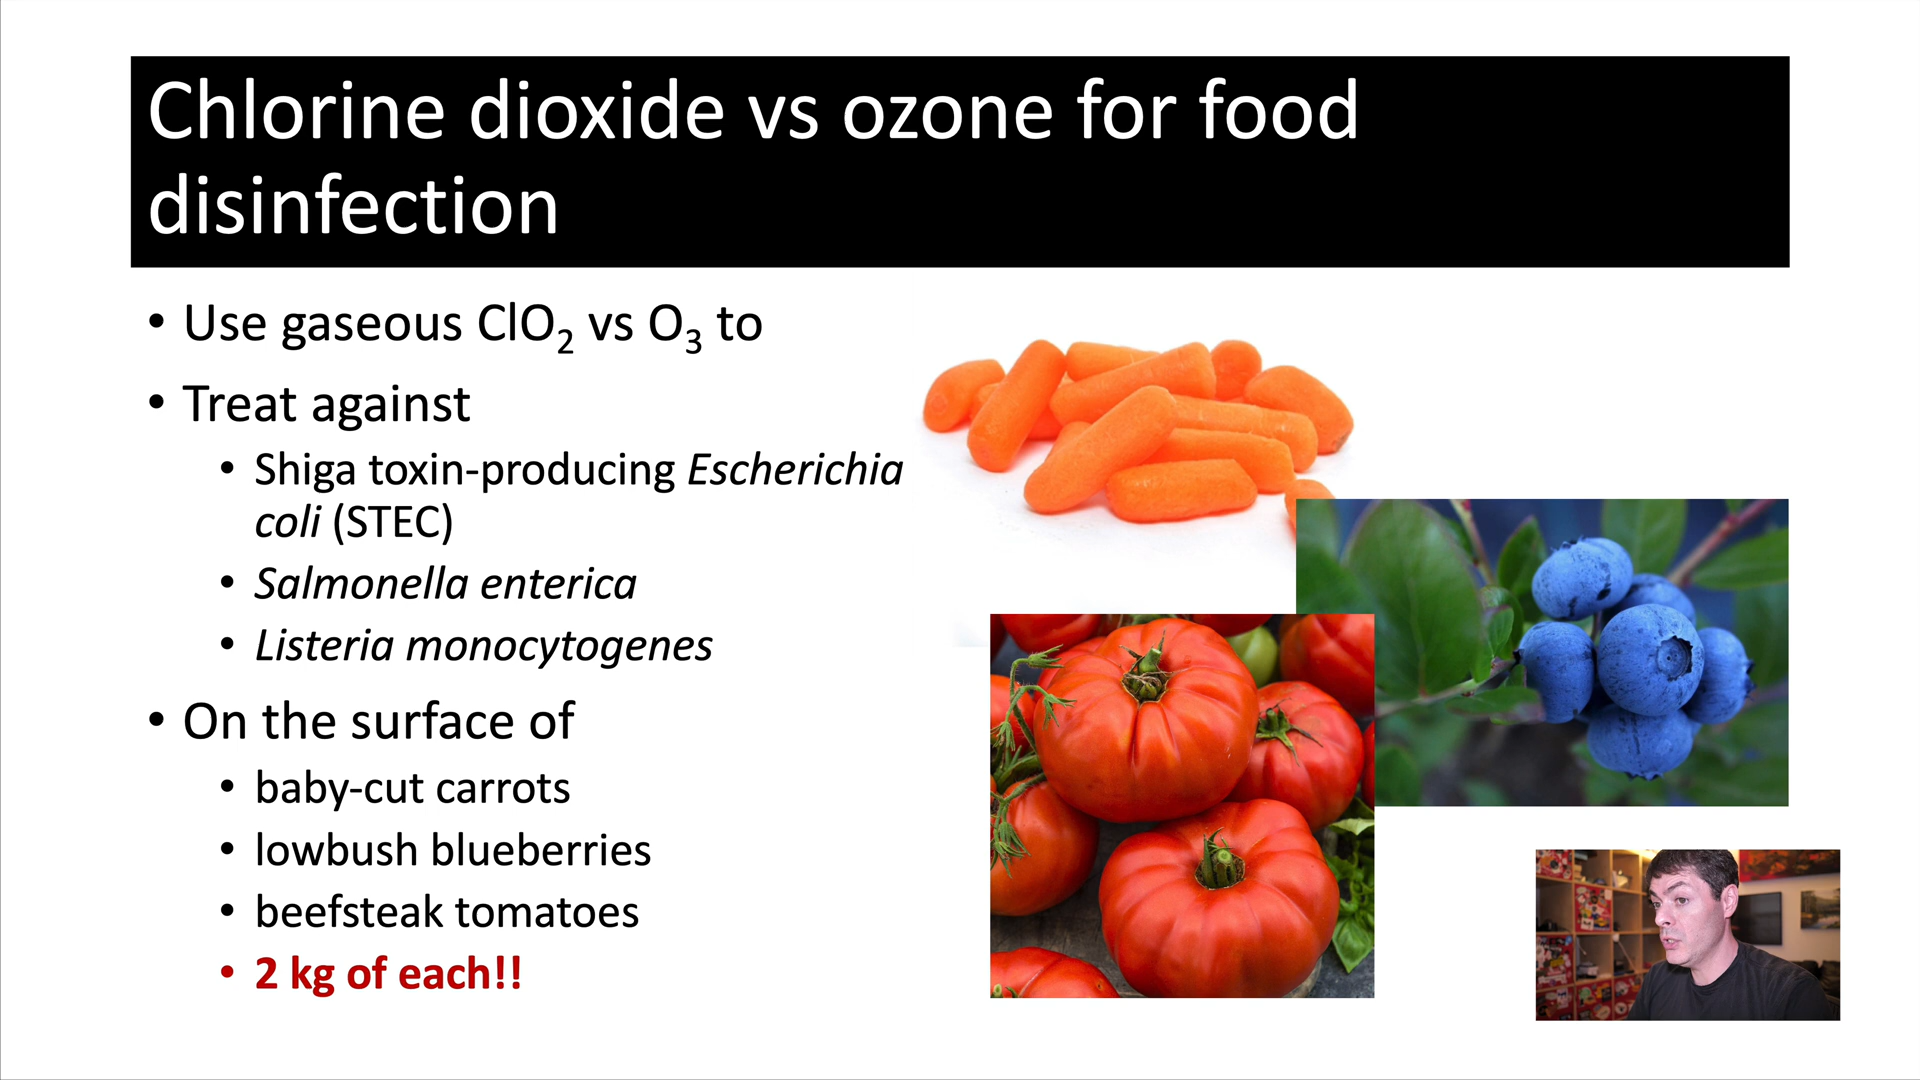 Chlorine dioxide vs ozone for food
disinfection
• Use gaseous ClO₂ vs O₃ to
• Treat against
• Shiga toxin-producing Escherichia
coli (STEC)
• Salmonella enterica
• Listeria monocytogenes
• On the surface of
• baby-cut carrots
• lowbush blueberries
• beefsteak tomatoes
• 2 kg of each!!